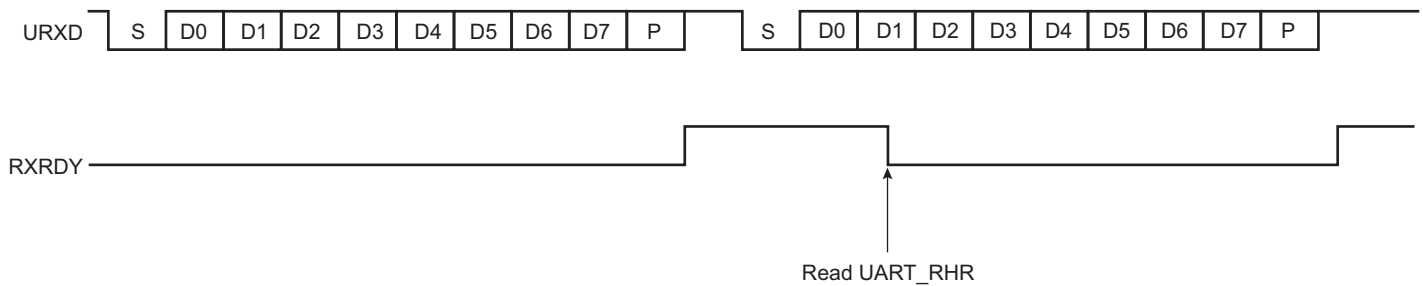 URXD S D0 D1 D2 D3 D4 D5 D6 D7 P S D0 D1 D2 D3 D4 D5 D6 D7 P
RXRDY
Read UART_RHR